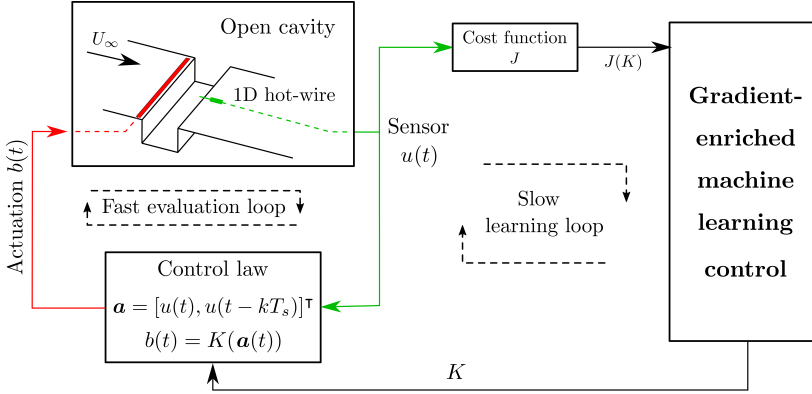 U∞
Open cavity
1D hot-wire
Actuation b(t)
Sensor
u(t)
Cost function
J
J(K)
Gradient-
enriched
machine
learning
control
Fast evaluation loop
Slow
learning loop
Control law
a = [u(t), u(t − kTₛ)]ᵀ
b(t) = K(a(t))
K